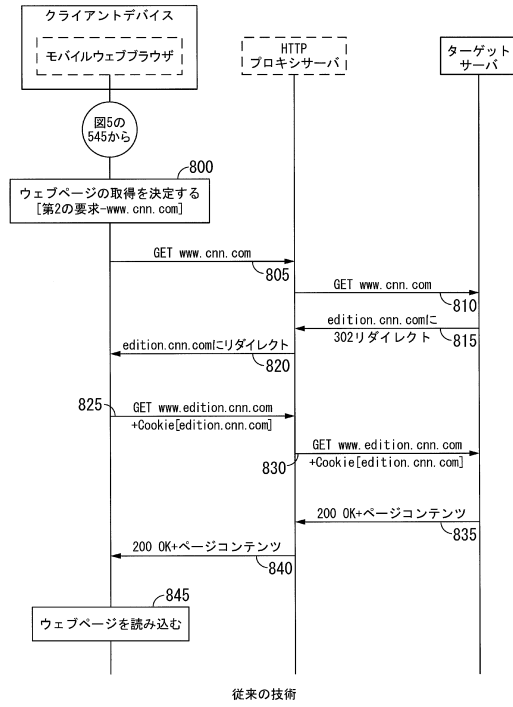 クライアントデバイス
モバイルウェブブラウザ
HTTP
プロキシサーバ
ターゲット
サーバ
図5の
545から
800
ウェブページの取得を決定する
[第2の要求-www.cnn.com]
GET www.cnn.com
805
GET www.cnn.com
810
edition.cnn.comに
302リダイレクト
815
edition.cnn.comにリダイレクト
820
825
GET www.edition.cnn.com
+Cookie[edition.cnn.com]
GET www.edition.cnn.com
830
+Cookie[edition.cnn.com]
200 OK+ページコンテンツ
835
200 OK+ページコンテンツ
840
845
ウェブページを読み込む
従来の技術